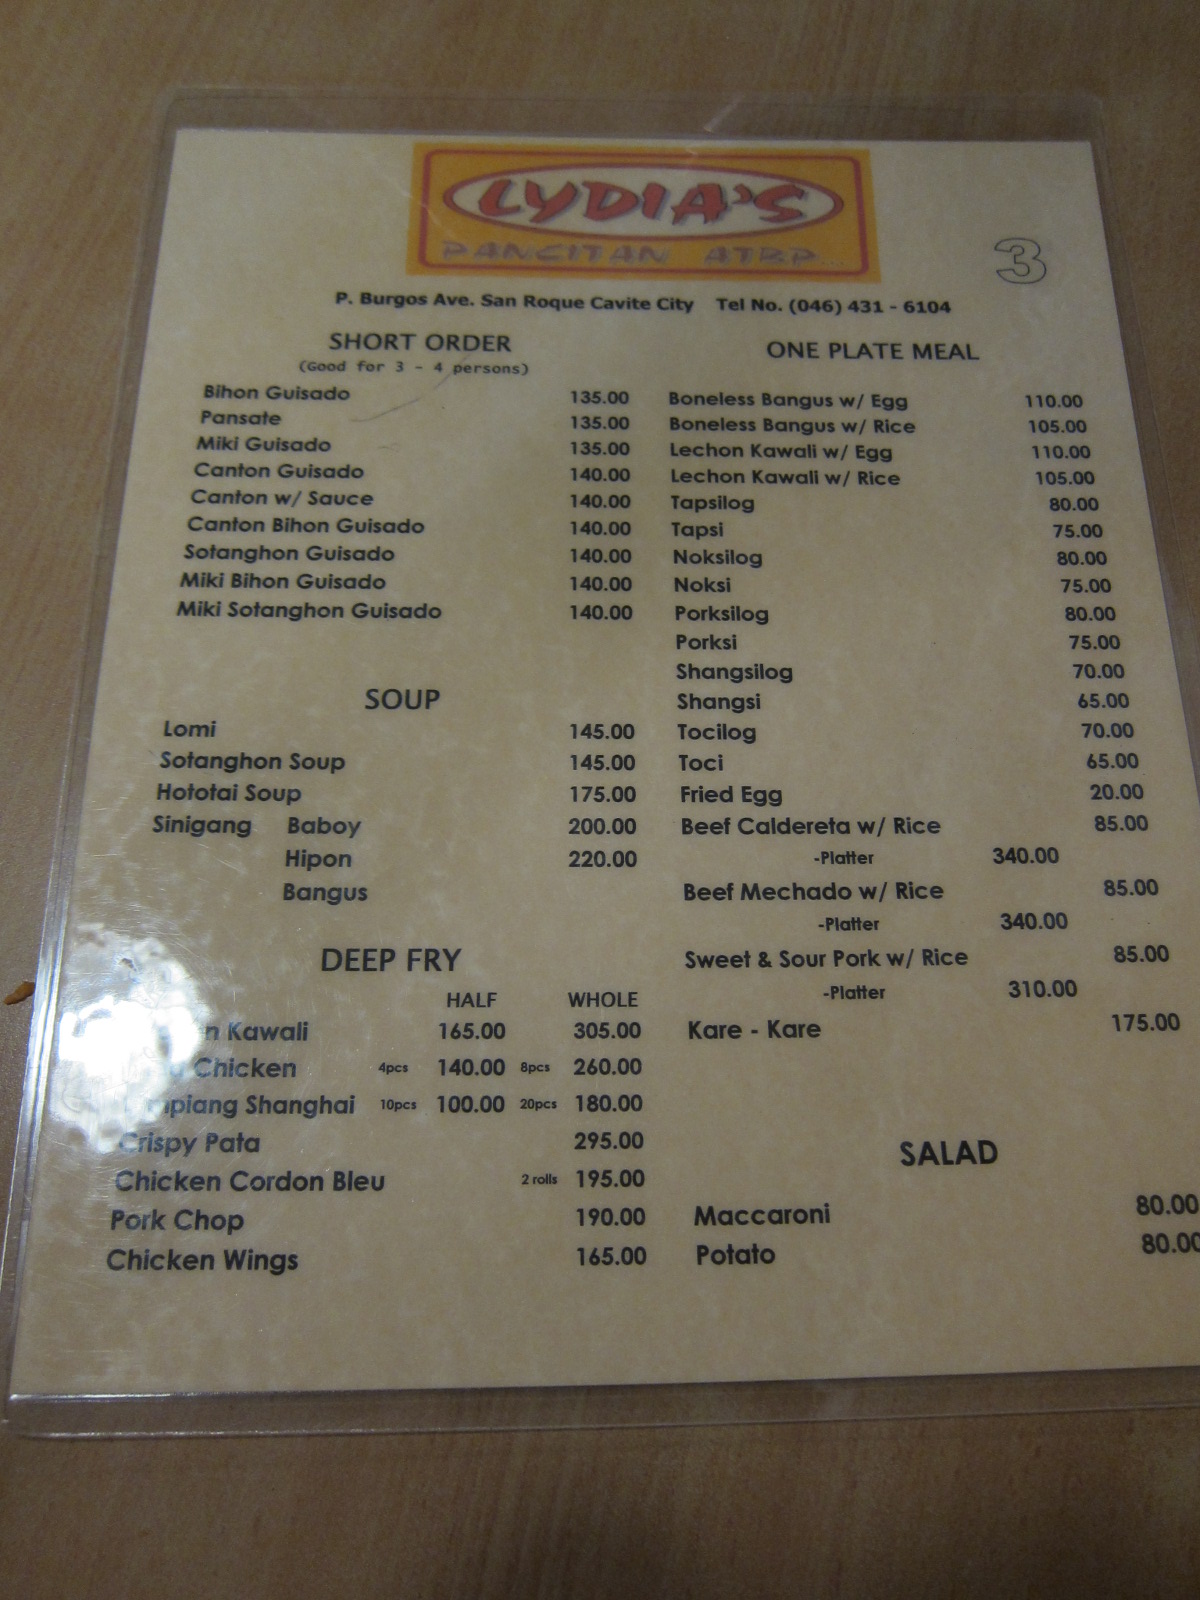 LYDIA'S
PANCITAN ATBP...
3
P. Burgos Ave. San Roque Cavite City Tel No. (046) 431 - 6104
SHORT ORDER
(Good for 3 - 4 persons)
Bihon Guisado 135.00
Pansate 135.00
Miki Guisado 135.00
Canton Guisado 140.00
Canton w/ Sauce 140.00
Canton Bihon Guisado 140.00
Sotanghon Guisado 140.00
Miki Bihon Guisado 140.00
Miki Sotanghon Guisado 140.00
SOUP
Lomi 145.00
Sotanghon Soup 145.00
Hototai Soup 175.00
Sinigang Baboy 200.00
Hipon 220.00
Bangus
DEEP FRY
HALF WHOLE
Kawali 165.00 305.00
Chicken 4pcs 140.00 8pcs 260.00
Shanghai 10pcs 100.00 20pcs 180.00
Crispy Pata 295.00
Chicken Cordon Bleu 2 rolls 195.00
Pork Chop 190.00
Chicken Wings 165.00
ONE PLATE MEAL
Boneless Bangus w/ Egg 110.00
Boneless Bangus w/ Rice 105.00
Lechon Kawali w/ Egg 110.00
Lechon Kawali w/ Rice 105.00
Tapsilog 80.00
Tapsi 75.00
Noksilog 80.00
Noksi 75.00
Porksilog 80.00
Porksi 75.00
Shangsilog 70.00
Shangsi 65.00
Tocilog 70.00
Toci 65.00
Fried Egg 20.00
Beef Caldereta w/ Rice 85.00
-Platter 340.00
Beef Mechado w/ Rice 85.00
-Platter 340.00
Sweet & Sour Pork w/ Rice 85.00
-Platter 310.00
Kare - Kare 175.00
SALAD
Maccaroni 80.00
Potato 80.00